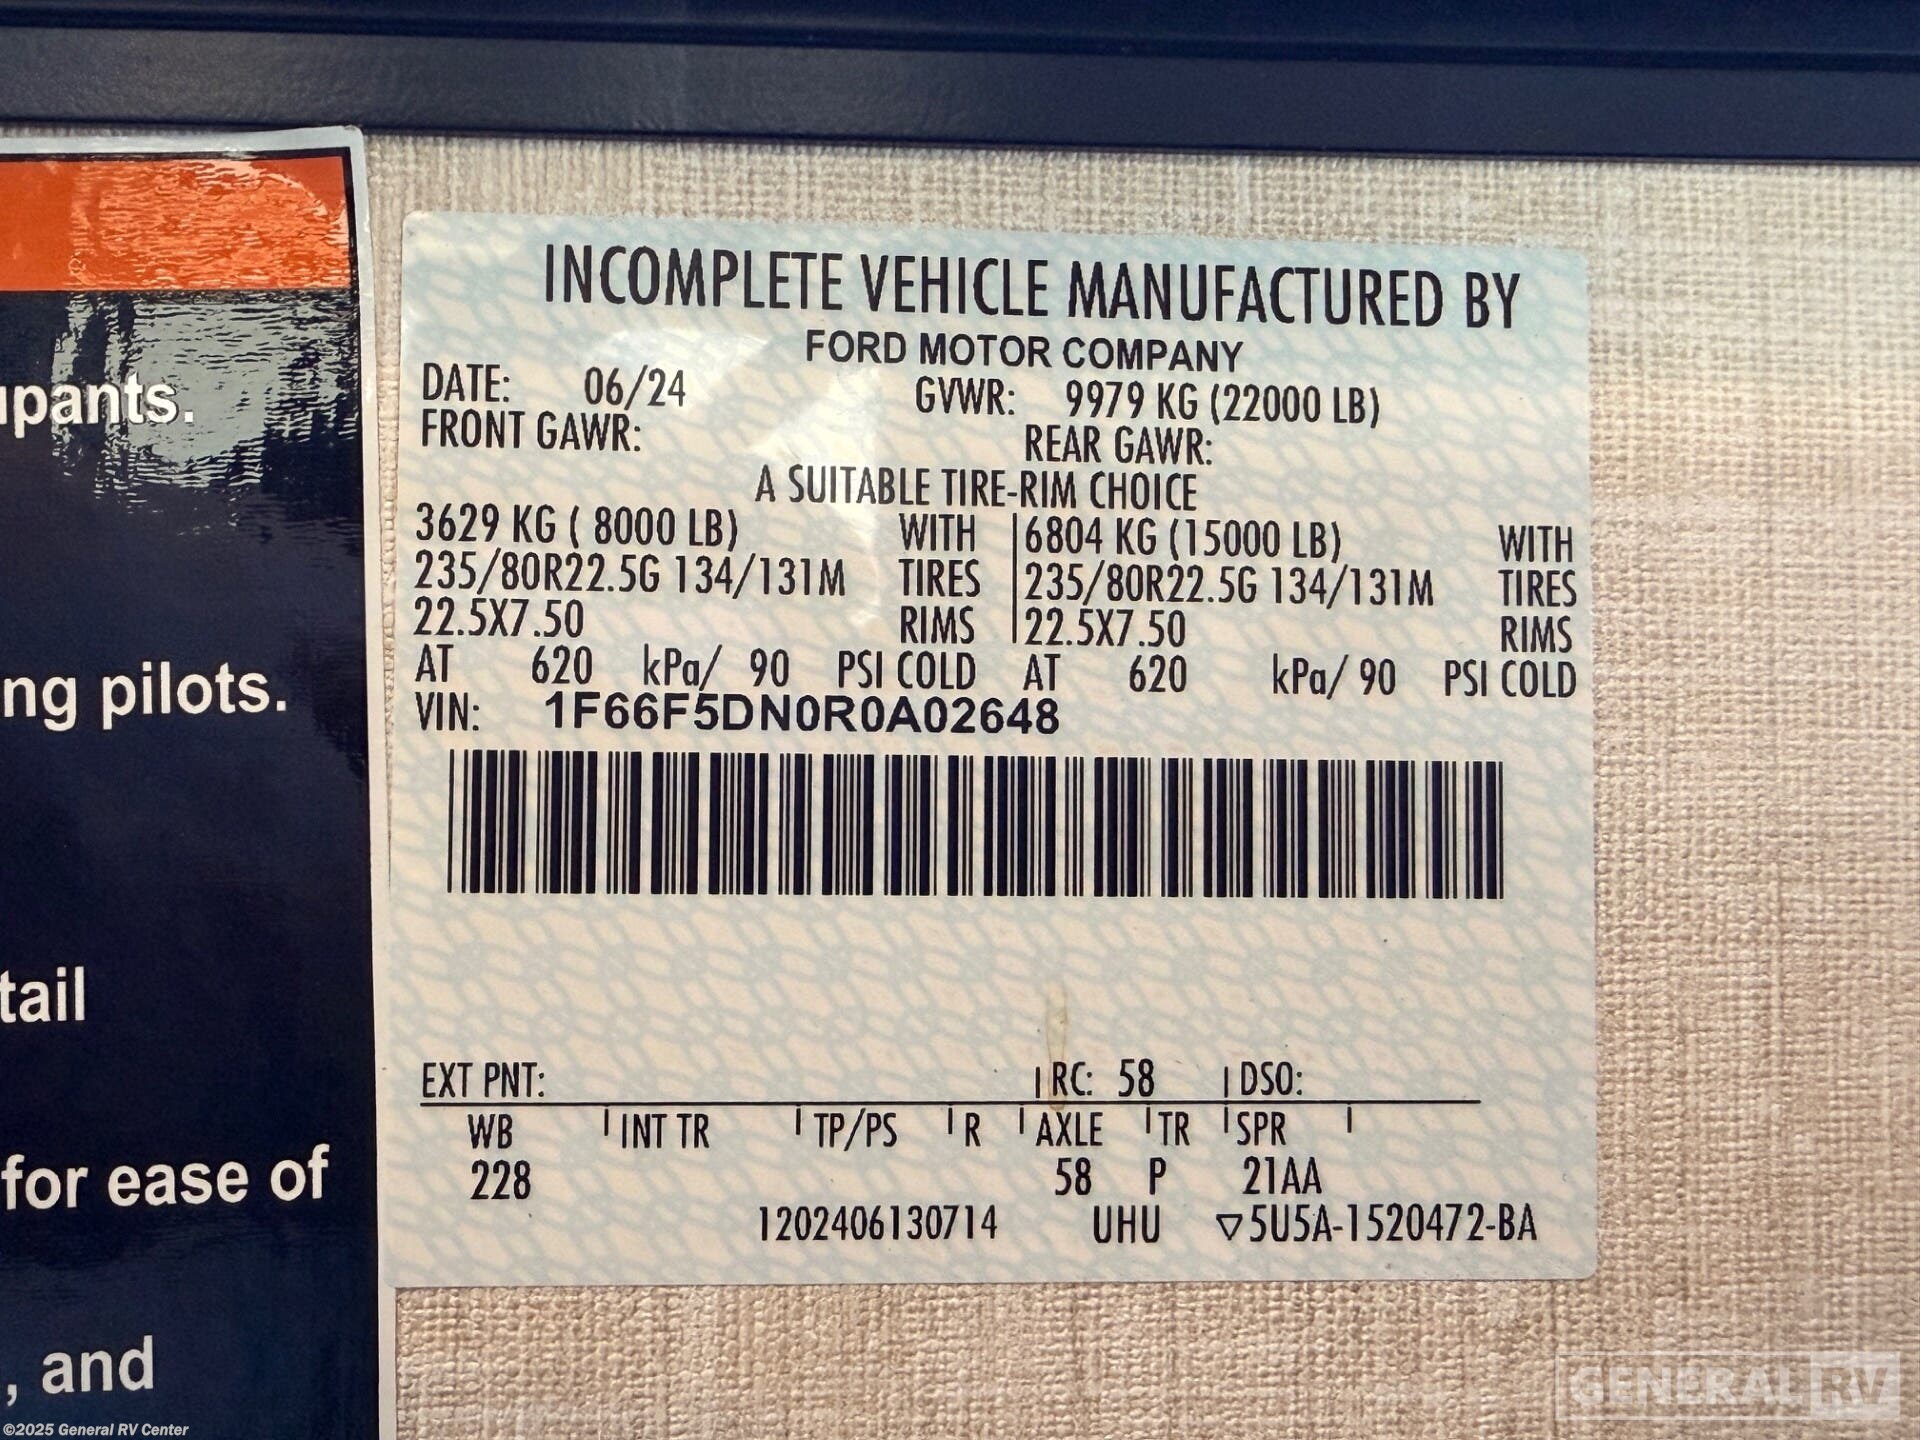 INCOMPLETE VEHICLE MANUFACTURED BY
FORD MOTOR COMPANY
DATE: 06/24 GVWR: 9979 KG (22000 LB)
FRONT GAWR: REAR GAWR:
A SUITABLE TIRE-RIM CHOICE
3629 KG ( 8000 LB) WITH 6804 KG (15000 LB) WITH
235/80R22.5G 134/131M TIRES 235/80R22.5G 134/131M TIRES
22.5X7.50 RIMS 22.5X7.50 RIMS
AT 620 kPa/ 90 PSI COLD AT 620 kPa/ 90 PSI COLD
VIN: 1F66F5DN0R0A02648
EXT PNT: RC: 58 DSO:
WB INT TR TP/PS R AXLE TR SPR
228 58 P 21AA
1202406130714 UHU ▽5U5A-1520472-BA
upants.
ng pilots.
tail
for ease of
, and
©2025 General RV Center
GENERAL RV